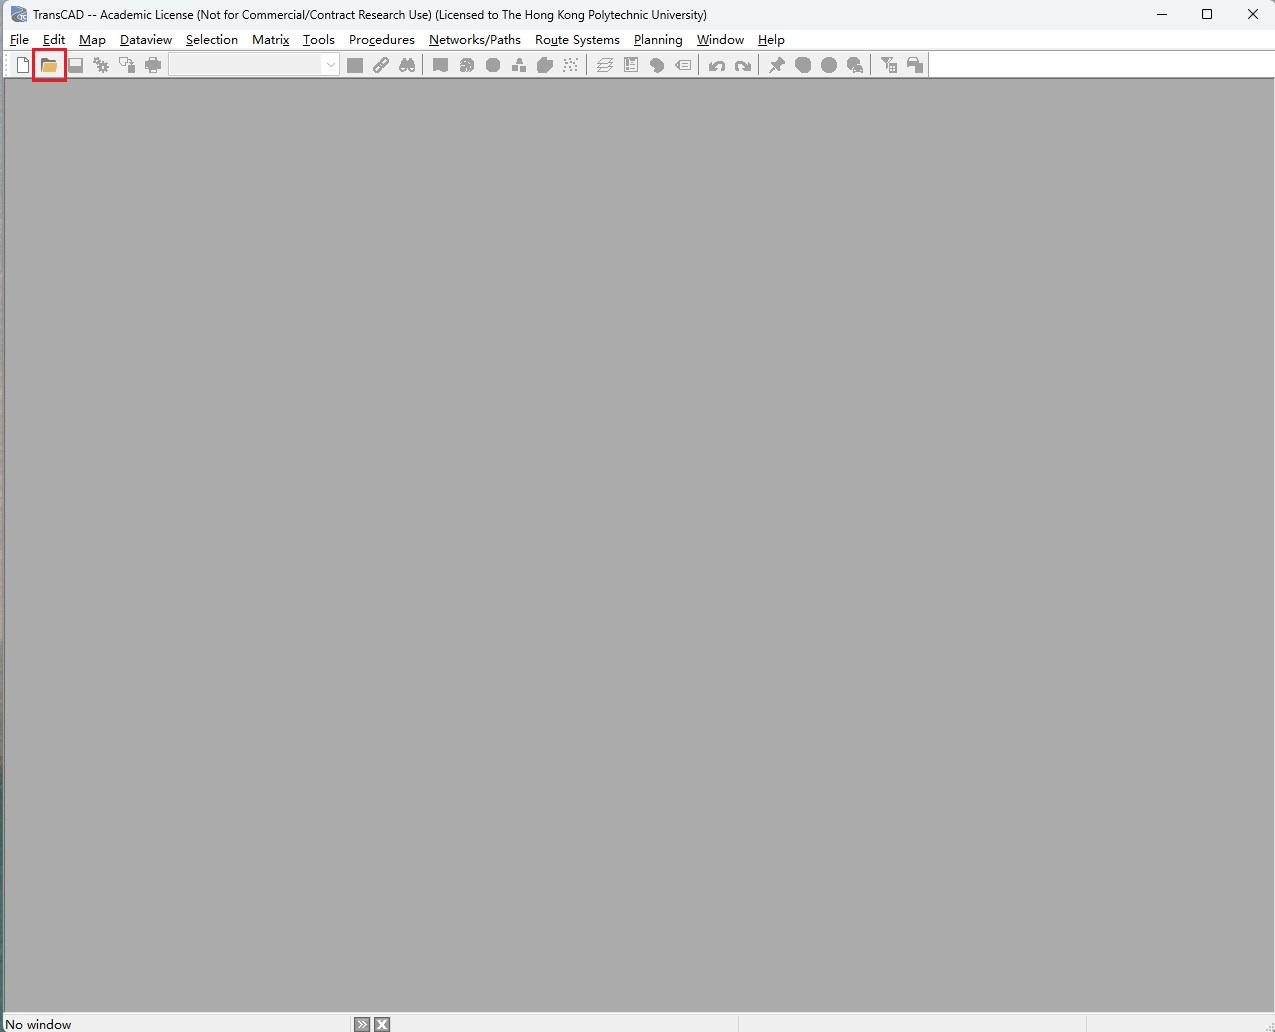 TransCAD -- Academic License (Not for Commercial/Contract Research Use) (Licensed to The Hong Kong Polytechnic University)
File Edit Map Dataview Selection Matrix Tools Procedures Networks/Paths Route Systems Planning Window Help
No window